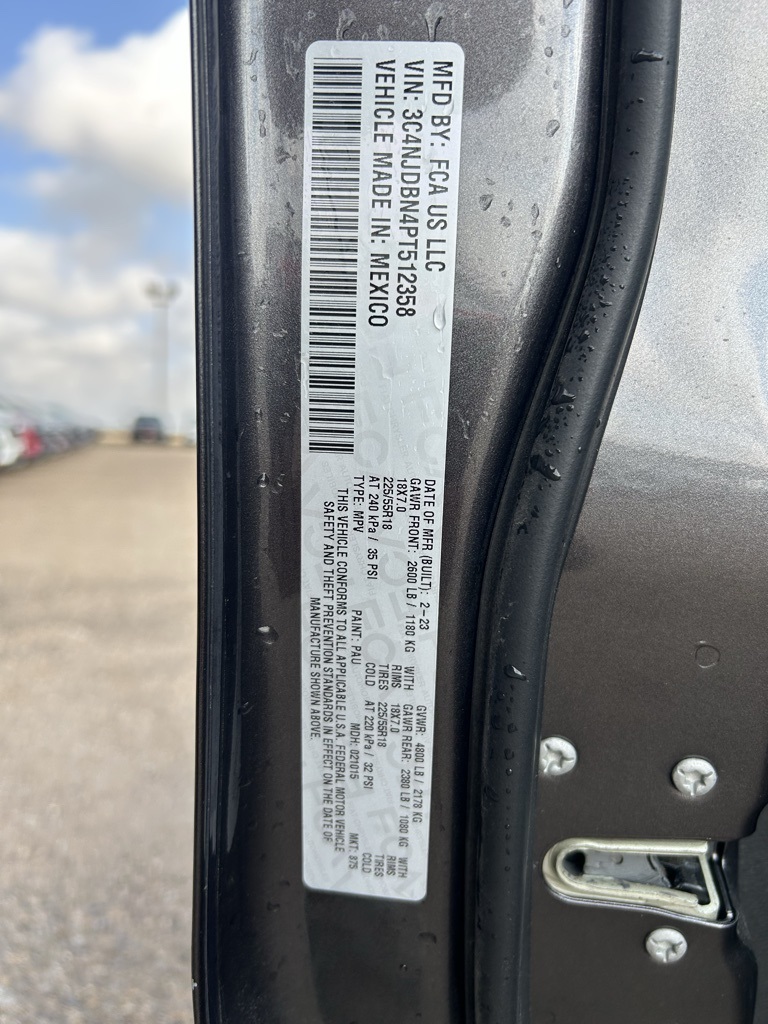 MFD BY: FCA US LLC
VIN: 3C4NJDBN4PT512358
VEHICLE MADE IN: MEXICO
DATE OF MFR (BUILT): 2-23 GVWR: 4800 LB / 2178 KG
GAWR FRONT: 2600 LB / 1180 KG WITH GAWR REAR: 2380 LB / 1080 KG WITH
18X7.0 RIMS 18X7.0 RIMS
225/55R18 TIRES 225/55R18 TIRES
AT 240 kPa / 35 PSI COLD AT 220 kPa / 32 PSI COLD
TYPE: MPV PAINT: PAU MDH: 021015 MKT: 875
THIS VEHICLE CONFORMS TO ALL APPLICABLE U.S.A. FEDERAL MOTOR VEHICLE
SAFETY AND THEFT PREVENTION STANDARDS IN EFFECT ON THE DATE OF
MANUFACTURE SHOWN ABOVE.